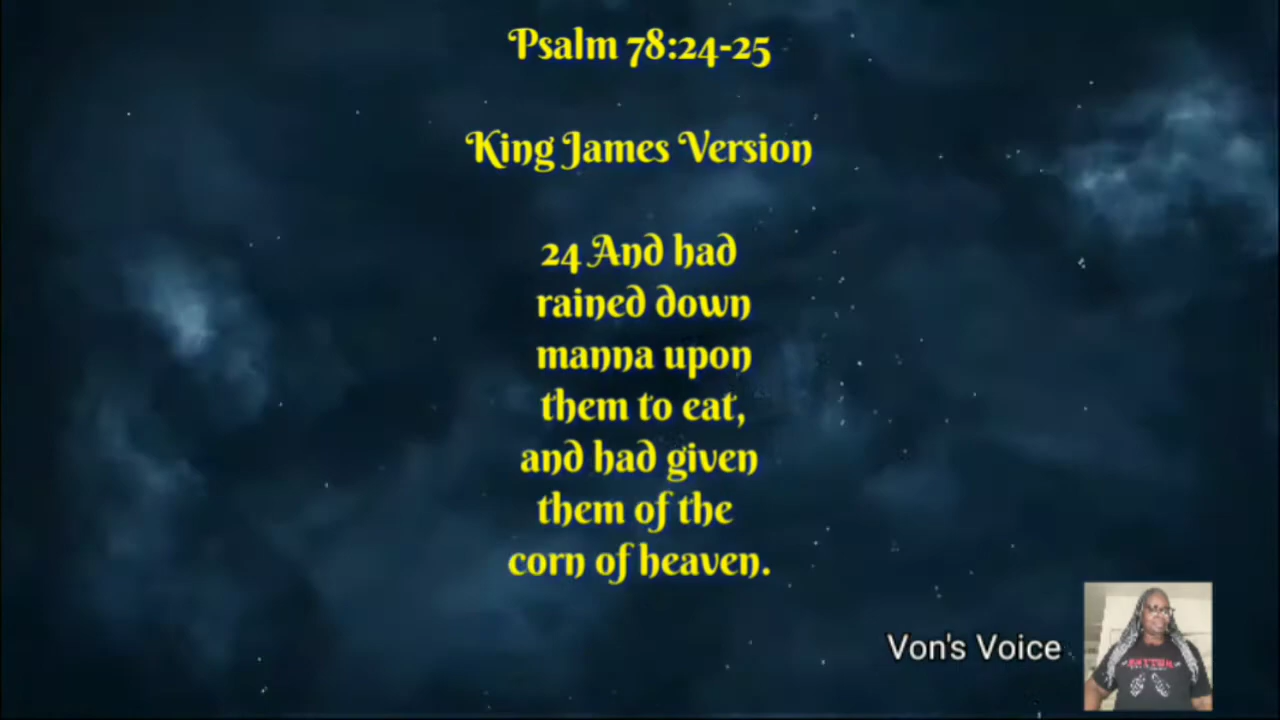 Psalm 78:24-25
King James Version
24 And had
rained down
manna upon
them to eat,
and had given
them of the
corn of heaven.
Von's Voice